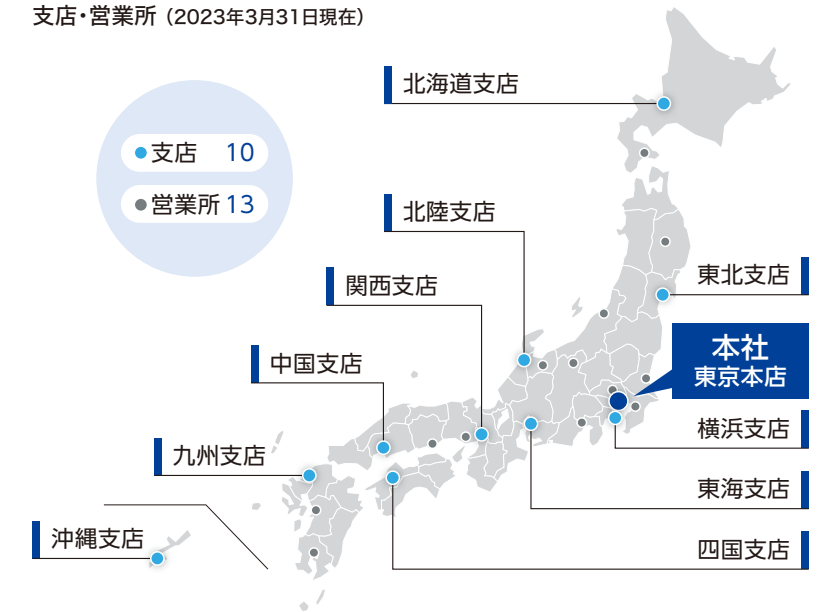 支店・営業所（2023年3月31日現在）
北海道支店
支店 10
営業所 13
北陸支店
東北支店
関西支店
本社
東京本店
中国支店
横浜支店
九州支店
東海支店
沖縄支店
四国支店